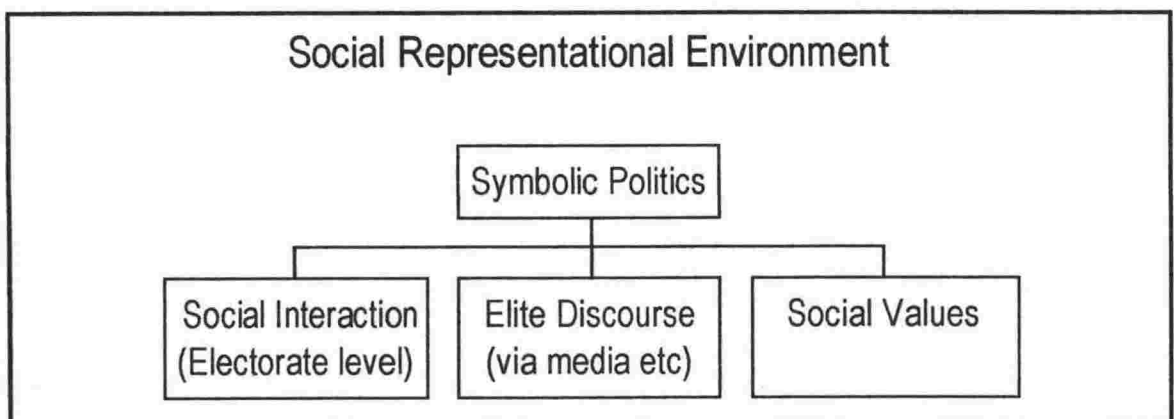 Social Representational Environment
Symbolic Politics
Social Interaction
(Electorate level)
Elite Discourse
(via media etc)
Social Values